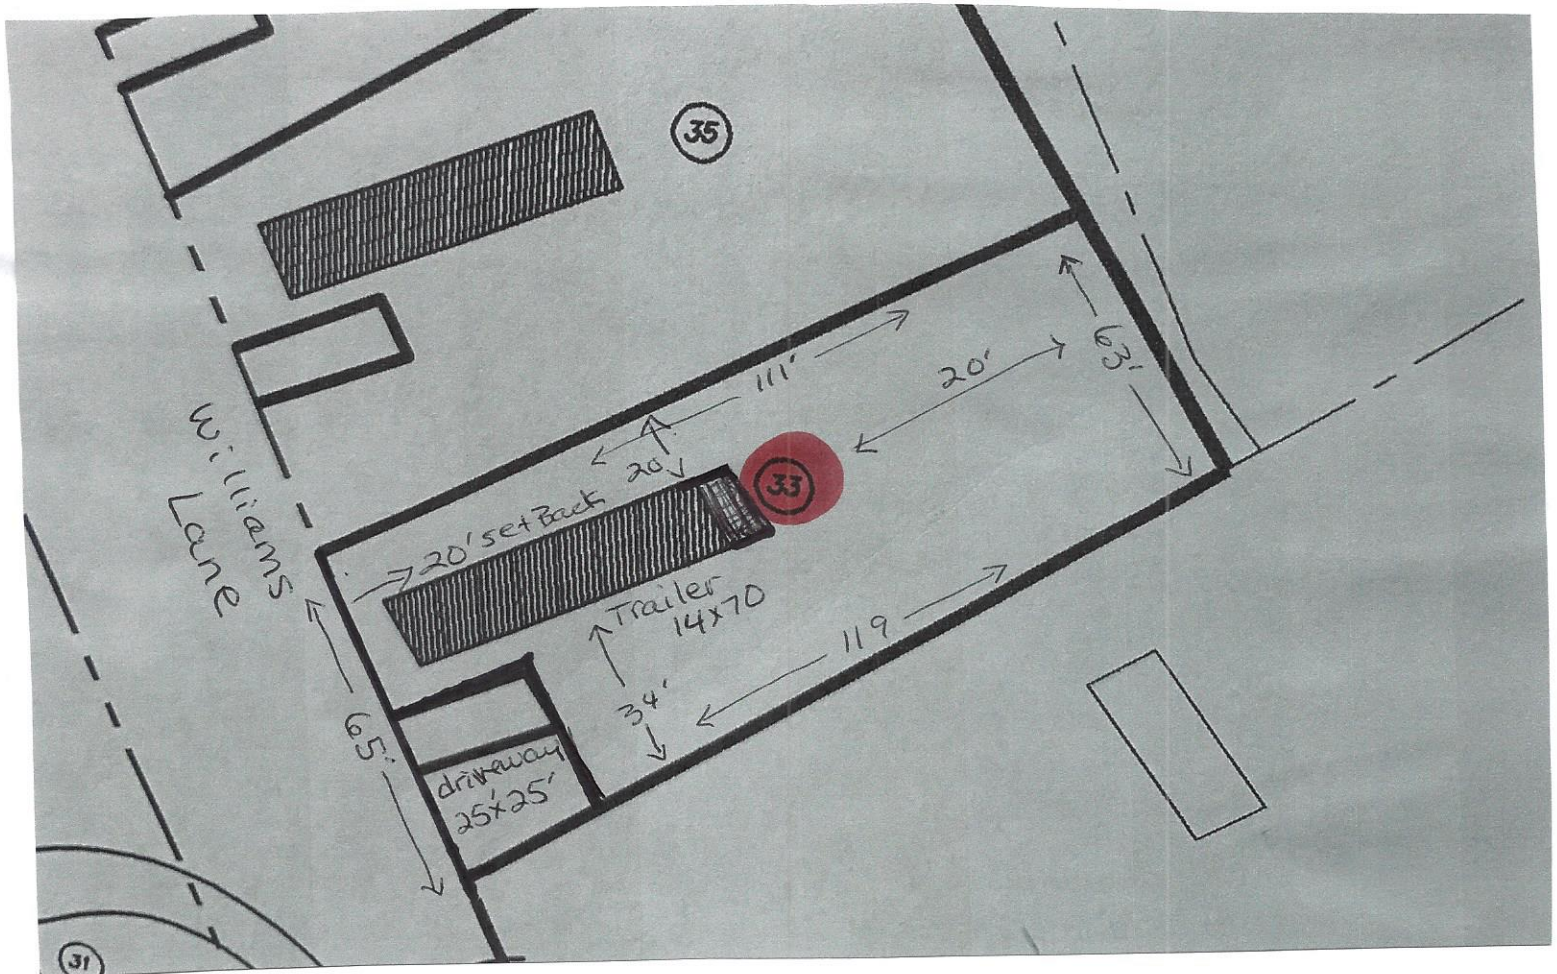 35
Williams
Lane
111'
20'
63'
20'
33
20' set Back
Trailer
14x70
119
34'
65'
driveway
25'x25'
31